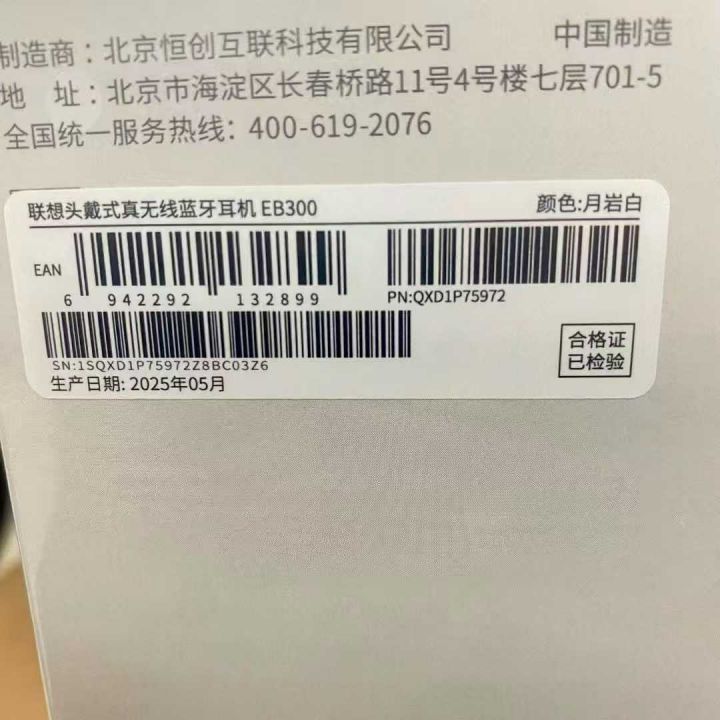 制造商：北京恒创互联科技有限公司 中国制造
地 址：北京市海淀区长春桥路11号4号楼七层701-5
全国统一服务热线：400-619-2076
联想头戴式真无线蓝牙耳机 EB300 颜色:月岩白
EAN
6 942292 132899
PN:QXD1P75972
SN:1SQXD1P75972Z8BC03Z6
生产日期: 2025年05月
合格证
已检验